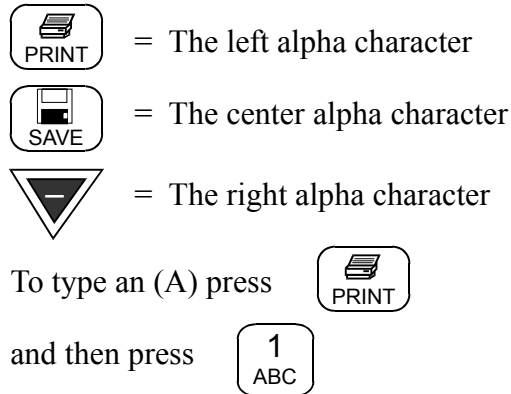 PRINT = The left alpha character
SAVE = The center alpha character
– = The right alpha character
To type an (A) press PRINT
and then press 1
ABC